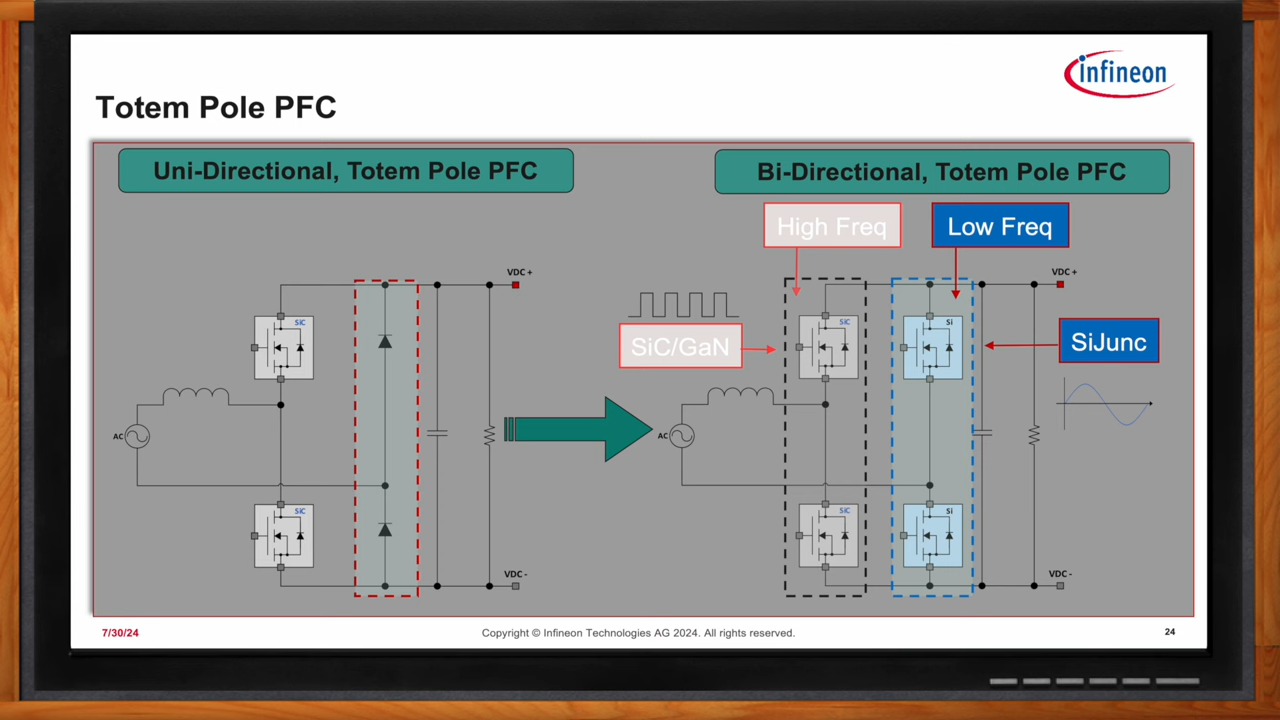 infineon
Totem Pole PFC
Uni-Directional, Totem Pole PFC
Bi-Directional, Totem Pole PFC
High Freq
Low Freq
VDC +
VDC +
SiC
SiC
Si
SiC/GaN
SiJunc
AC
AC
SiC
SiC
Si
VDC -
VDC -
7/30/24
Copyright © Infineon Technologies AG 2024. All rights reserved.
24